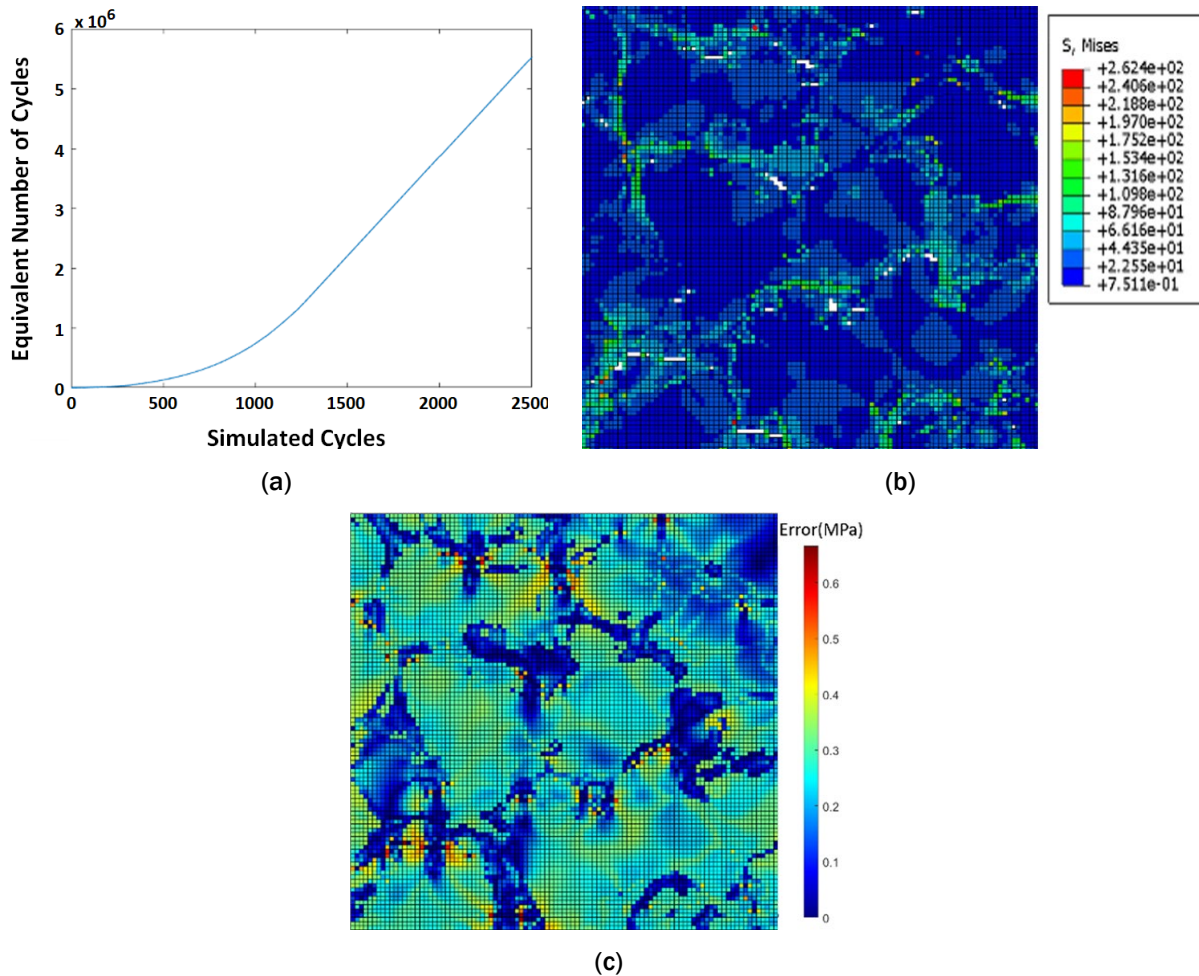 x 10⁶
6
5
4
3
2
1
0
Equivalent Number of Cycles
0 500 1000 1500 2000 2500
Simulated Cycles
(a)
S, Mises
+2.624e+02
+2.406e+02
+2.188e+02
+1.970e+02
+1.752e+02
+1.534e+02
+1.316e+02
+1.098e+02
+8.796e+01
+6.616e+01
+4.435e+01
+2.255e+01
+7.511e-01
(b)
Error(MPa)
0.6
0.5
0.4
0.3
0.2
0.1
0
(c)